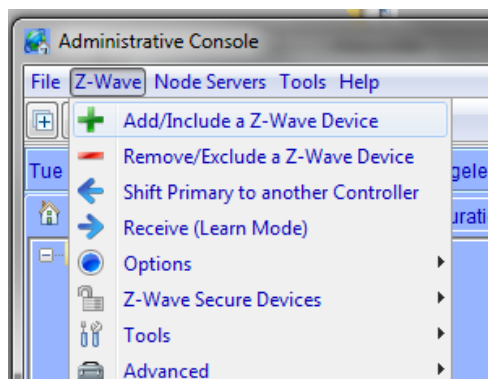 Administrative Console
File Z-Wave Node Servers Tools Help
Add/Include a Z-Wave Device
Remove/Exclude a Z-Wave Device
Tue
Shift Primary to another Controller
Receive (Learn Mode)
Options
Z-Wave Secure Devices
Tools
Advanced